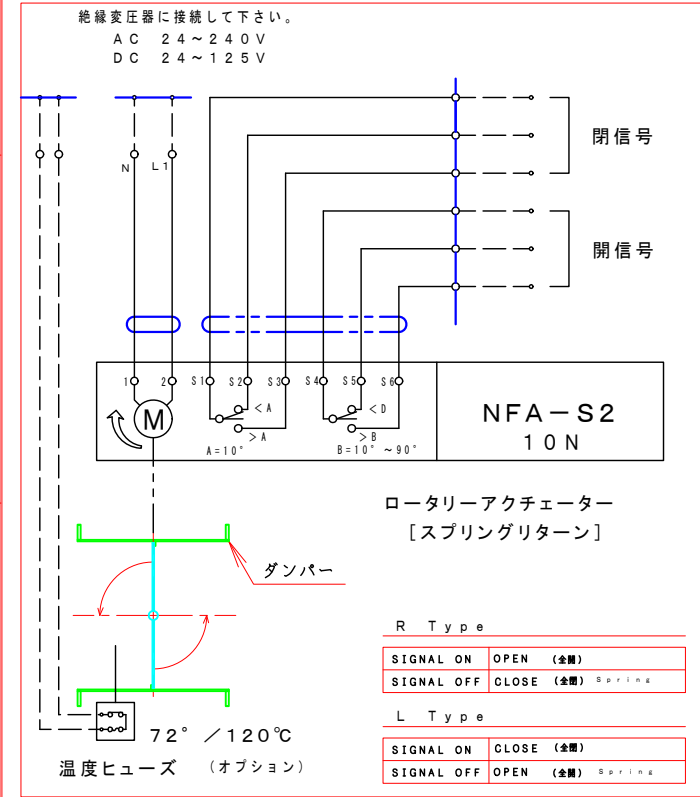 絶縁変圧器に接続して下さい。
AC 24~240V
DC 24~125V
N L1
閉信号
開信号
1 2 S1 S2 S3 S4 S5 S6
M
<A
>A
A=10°
<D
>B
B=10° ~90°
NFA-S2
10N
ロータリーアクチェーター
[スプリングリターン]
ダンパー
R Type
SIGNAL ON OPEN (全開)
SIGNAL OFF CLOSE (全閉) Spring
L Type
SIGNAL ON CLOSE (全閉)
SIGNAL OFF OPEN (全開) Spring
72° /120℃
温度ヒューズ (オプション)